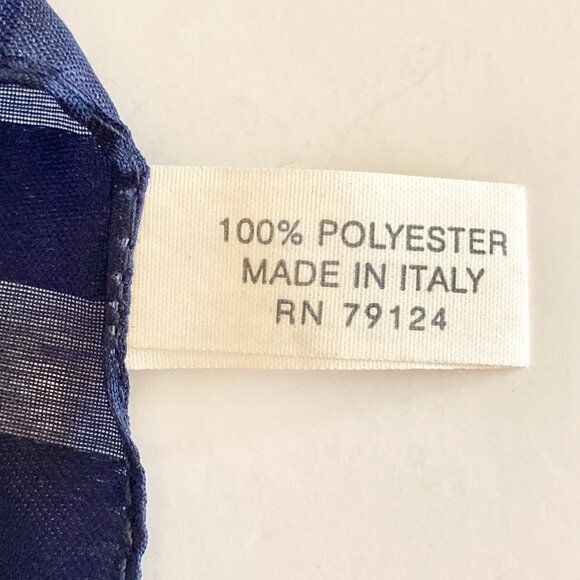 100% POLYESTER
MADE IN ITALY
RN 79124